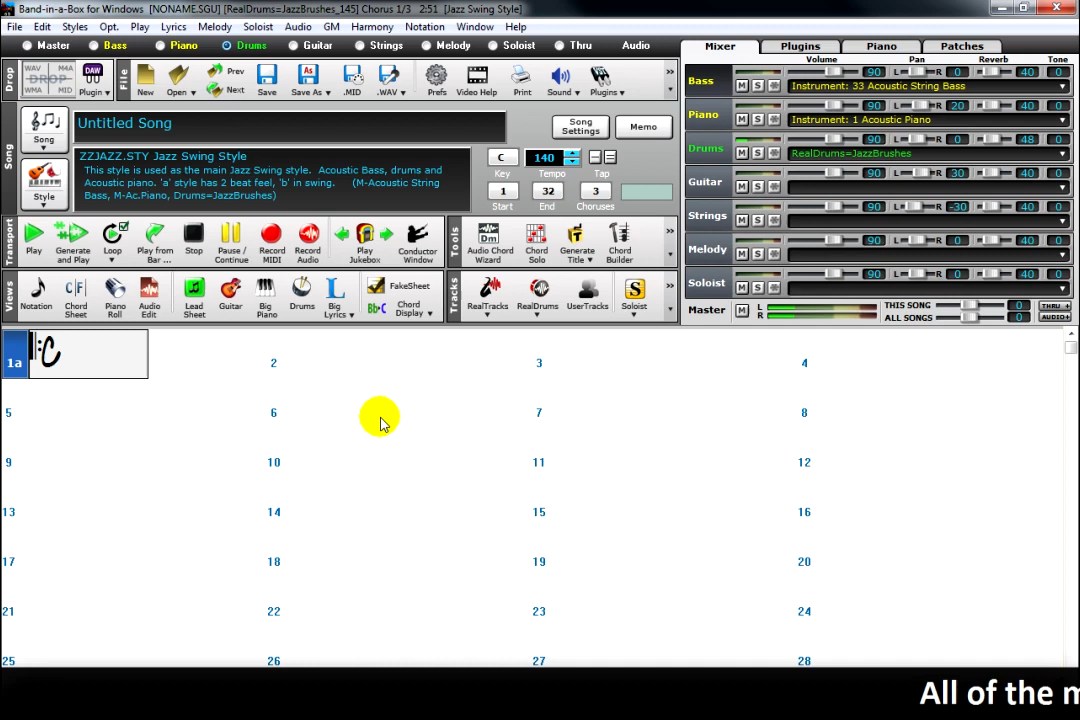 Band-in-a-Box for Windows [NONAME.SGU] [RealDrums=JazzBrushes_145] Chorus 1/3 2:51 [Jazz Swing Style]
File Edit Styles Opt. Play Lyrics Melody Soloist Audio GM Harmony Notation Window Help
Master Bass Piano Drums Guitar Strings Melody Soloist Thru Audio
Mixer Plugins Piano Patches
Volume Pan Reverb Tone
Drop
WAV M4A
DROP
WMA MID
DAW
Plugin
File
New
Open
Prev
Next
Save
Save As
.MID
.WAV
Prefs
Video Help
Print
Sound
Plugins
Bass M S 90 L R 0 40 0
Instrument: 33 Acoustic String Bass
Piano M S 90 L R 20 40 0
Instrument: 1 Acoustic Piano
Drums M S 90 L R 0 48 0
RealDrums=JazzBrushes
Guitar M S 90 L R 30 40 0
Strings M S 90 L R -30 40 0
Melody M S 90 L R 0 40 0
Soloist M S 90 L R 0 40 0
Master M L R
THIS SONG 0 THRU +
ALL SONGS 0 AUDIO+
Song
Song
Untitled Song
Song Settings
Memo
Style
ZZJAZZ.STY Jazz Swing Style
This style is used as the main Jazz Swing style. Acoustic Bass, drums and
Acoustic piano. 'a' style has 2 beat feel, 'b' in swing. (M-Acoustic String
Bass, M-Ac.Piano, Drums=JazzBrushes)
C 140
Key Tempo Tap
1 32 3
Start End Choruses
Transport
Play
Generate and Play
Loop
Play from Bar ...
Stop
Pause / Continue
Record MIDI
Record Audio
Play Jukebox
Conductor Window
Tools
Audio Chord Wizard
Chord Solo
Generate Title
Chord Builder
Views
Notation
Chord Sheet
Piano Roll
Audio Edit
Lead Sheet
Guitar
Big Piano
Drums
Big Lyrics
FakeSheet
Chord Display
Tracks
RealTracks
RealDrums
UserTracks
Soloist
1a C 2 3 4
5 6 7 8
9 10 11 12
13 14 15 16
17 18 19 20
21 22 23 24
25 26 27 28
All of the